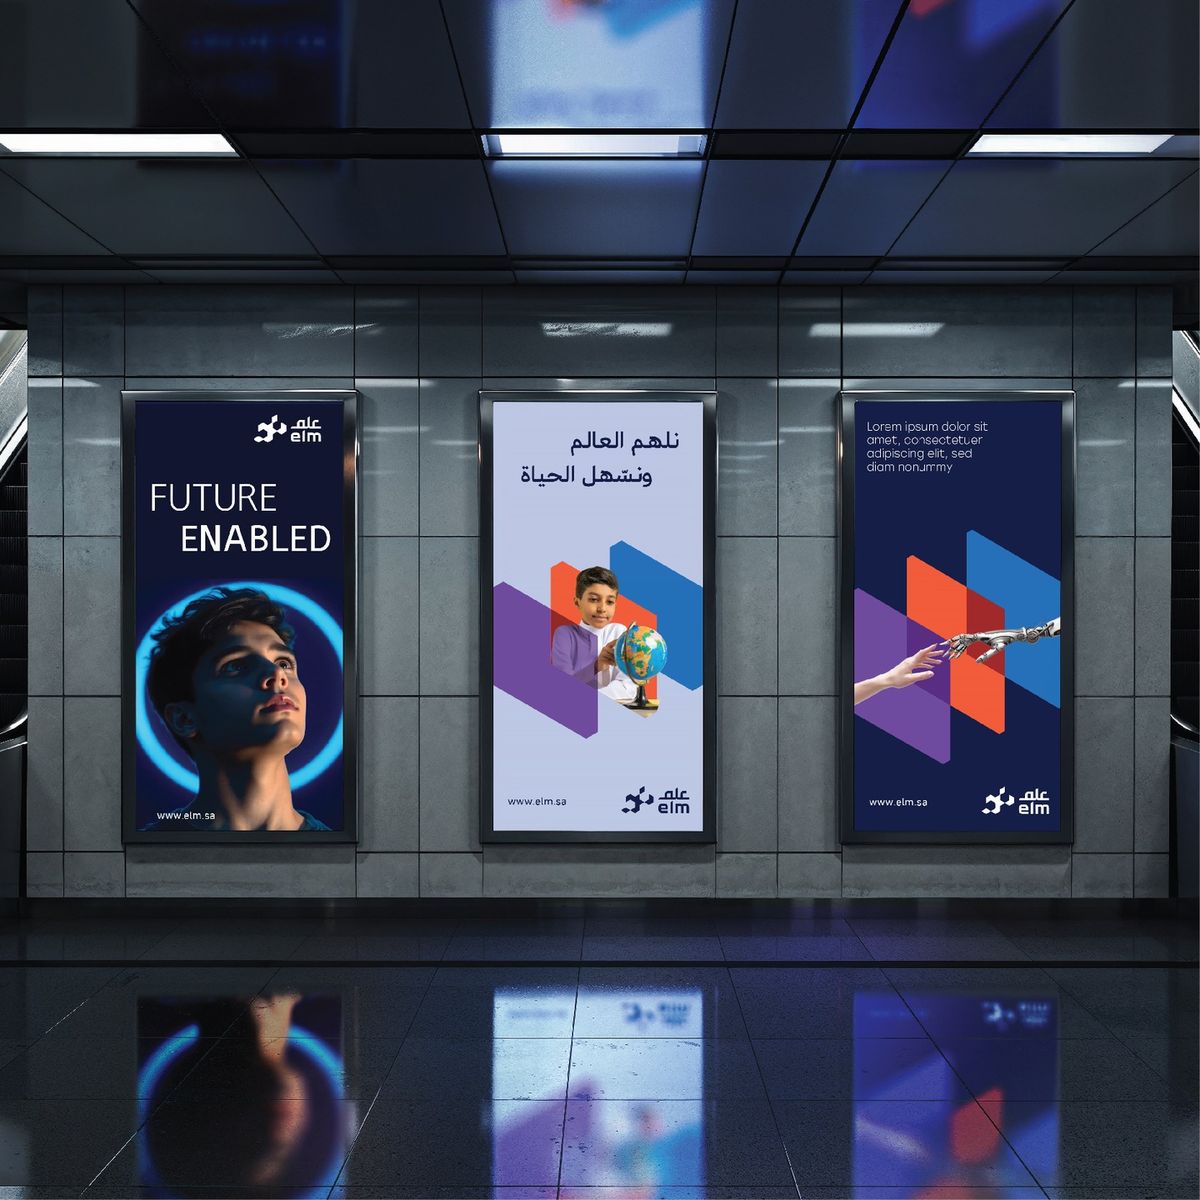 علم
elm
FUTURE
ENABLED
www.elm.sa
نلهم العالم
ونسّهل الحياة
www.elm.sa
علم
elm
Lorem ipsum dolor sit
amet, consectetuer
adipiscing elit, sed
diam nonummy
www.elm.sa
علم
elm